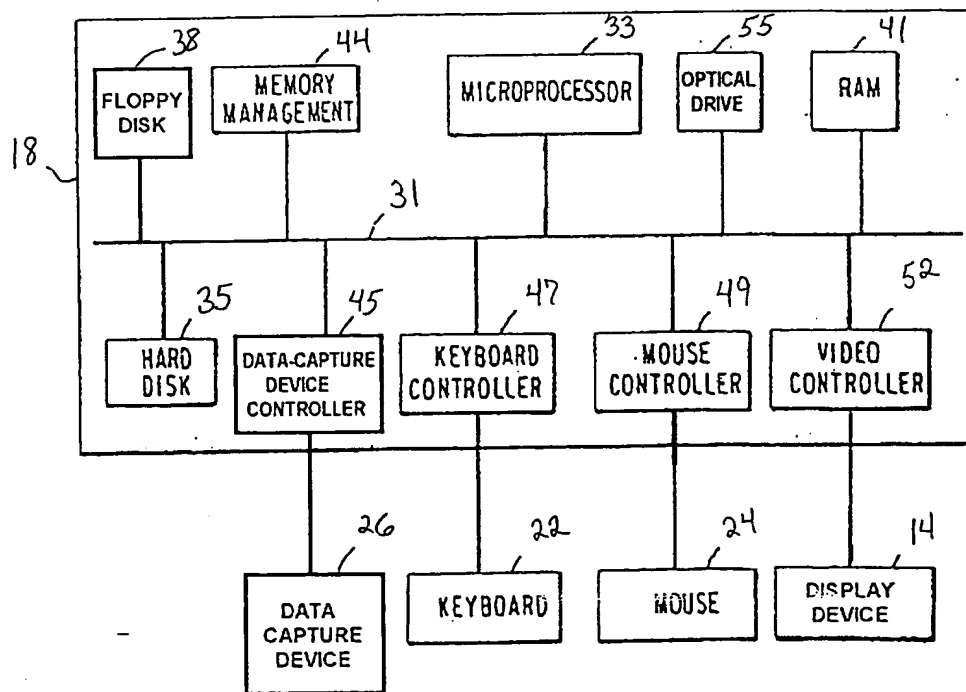 38
44
33
55
41
FLOPPY
DISK
MEMORY
MANAGEMENT
MICROPROCESSOR
OPTICAL
DRIVE
RAM
18
31
35
45
47
49
52
HARD
DISK
DATA-CAPTURE
DEVICE
CONTROLLER
KEYBOARD
CONTROLLER
MOUSE
CONTROLLER
VIDEO
CONTROLLER
26
22
24
14
DATA
CAPTURE
DEVICE
KEYBOARD
MOUSE
DISPLAY
DEVICE